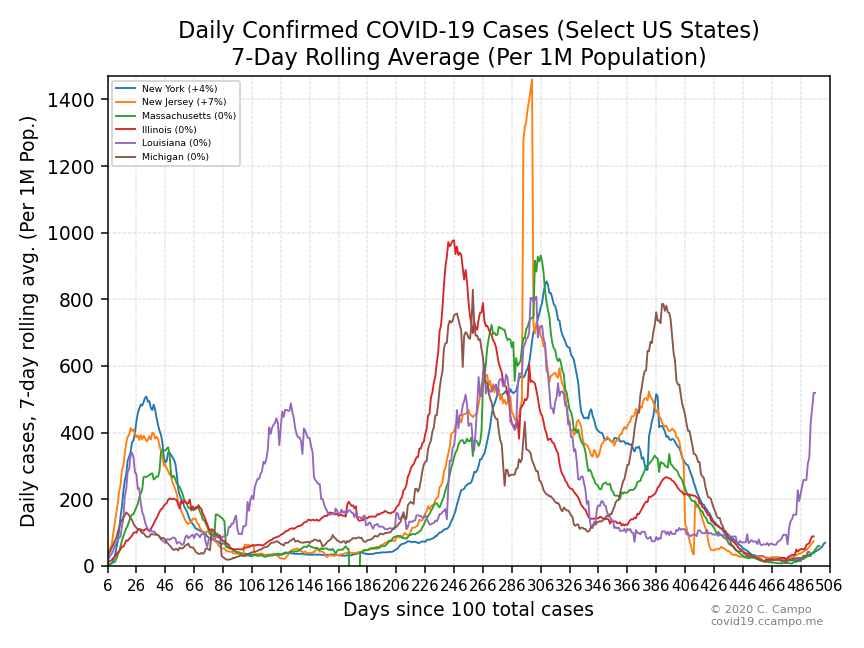 Daily Confirmed COVID-19 Cases (Select US States)
7-Day Rolling Average (Per 1M Population)
Daily cases, 7-day rolling avg. (Per 1M Pop.)
1400
1200
1000
800
600
400
200
0
New York (+4%)
New Jersey (+7%)
Massachusetts (0%)
Illinois (0%)
Louisiana (0%)
Michigan (0%)
6 26 46 66 86 106 126 146 166 186 206 226 246 266 286 306 326 346 366 386 406 426 446 466 486 506
Days since 100 total cases
© 2020 C. Campo
covid19.ccampo.me